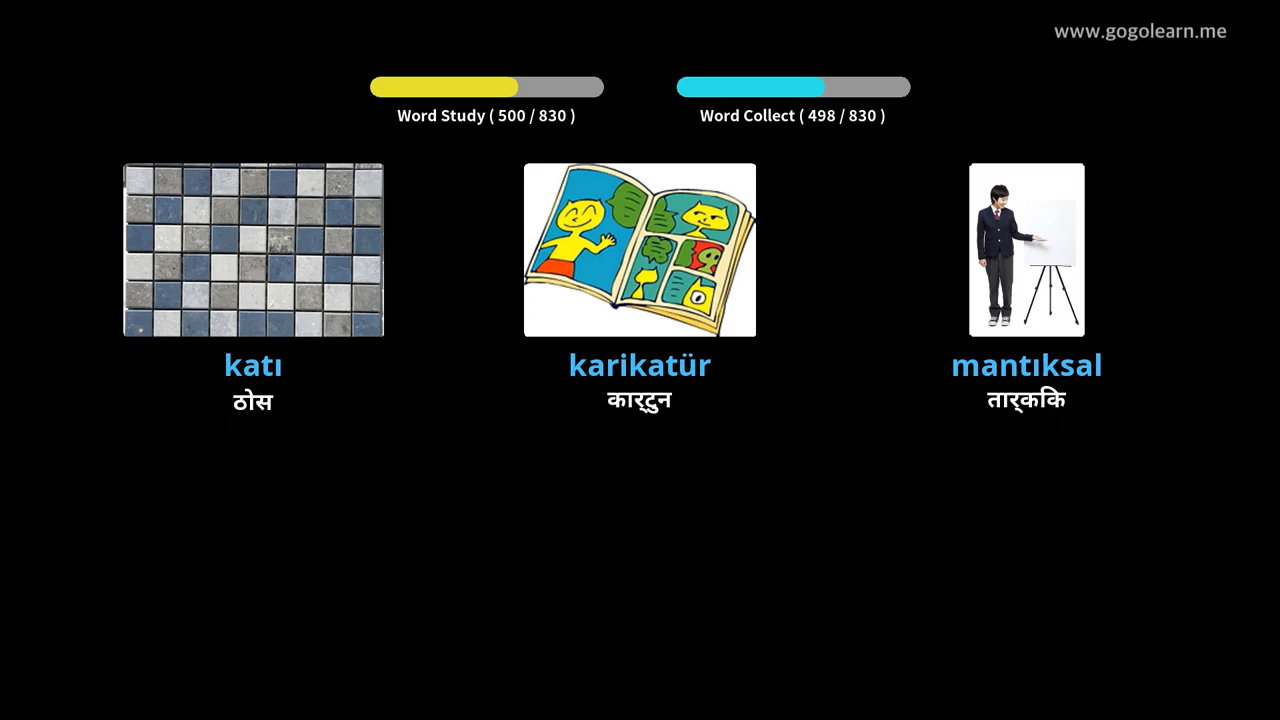 www.gogolearn.me
Word Study ( 500 / 830 )
Word Collect ( 498 / 830 )
katı
karikatür
mantıksal
ठोस
कार्टुन
तार्ककि